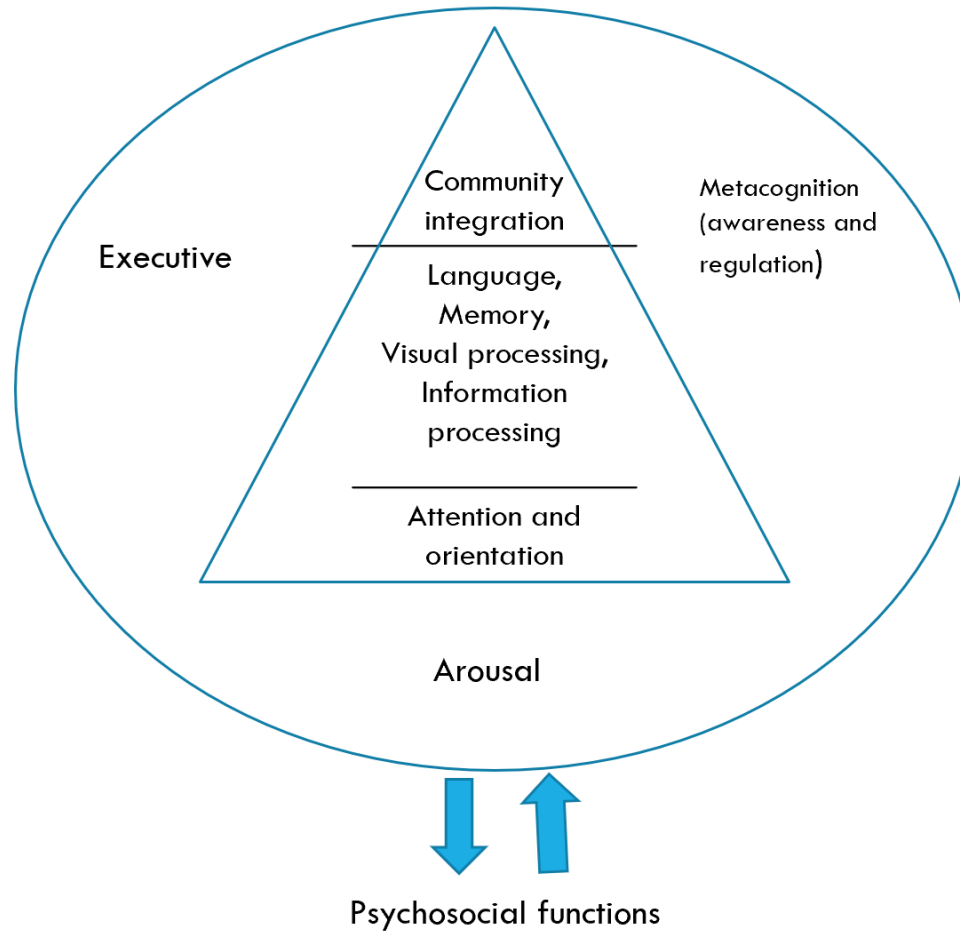 Community
integration
Executive
Metacognition
(awareness and
regulation)
Language,
Memory,
Visual processing,
Information
processing
Attention and
orientation
Arousal
Psychosocial functions